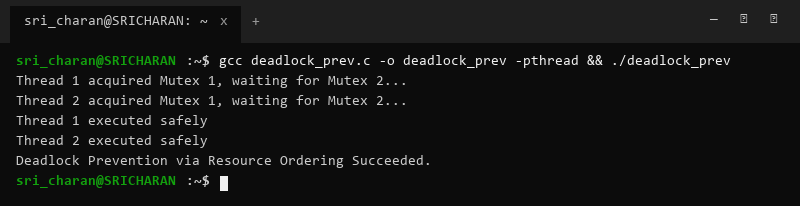 sri_charan@SRICHARAN: ~ x +
sri_charan@SRICHARAN :~$ gcc deadlock_prev.c -o deadlock_prev -pthread && ./deadlock_prev
Thread 1 acquired Mutex 1, waiting for Mutex 2...
Thread 2 acquired Mutex 1, waiting for Mutex 2...
Thread 1 executed safely
Thread 2 executed safely
Deadlock Prevention via Resource Ordering Succeeded.
sri_charan@SRICHARAN :~$